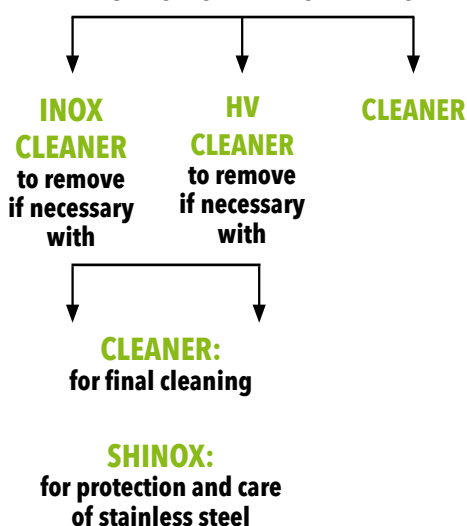 INOX
CLEANER
to remove
if necessary
with
HV
CLEANER
to remove
if necessary
with
CLEANER
CLEANER:
for final cleaning
SHINOX:
for protection and care
of stainless steel